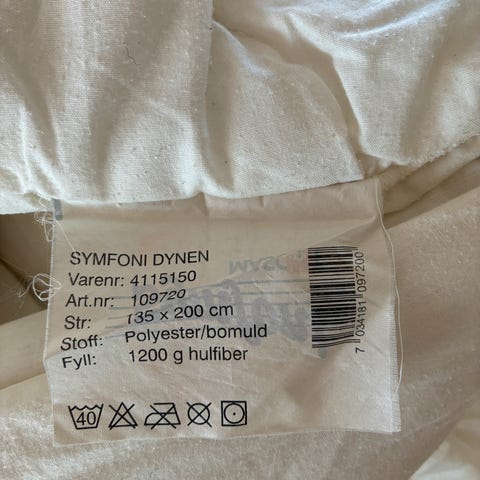 SYMFONI DYNEN
Varenr: 4115150
Art.nr: 109720
Str: 135 x 200 cm
Stoff: Polyester/bomuld
Fyll: 1200 g hulfiber
40
7 034181 097200